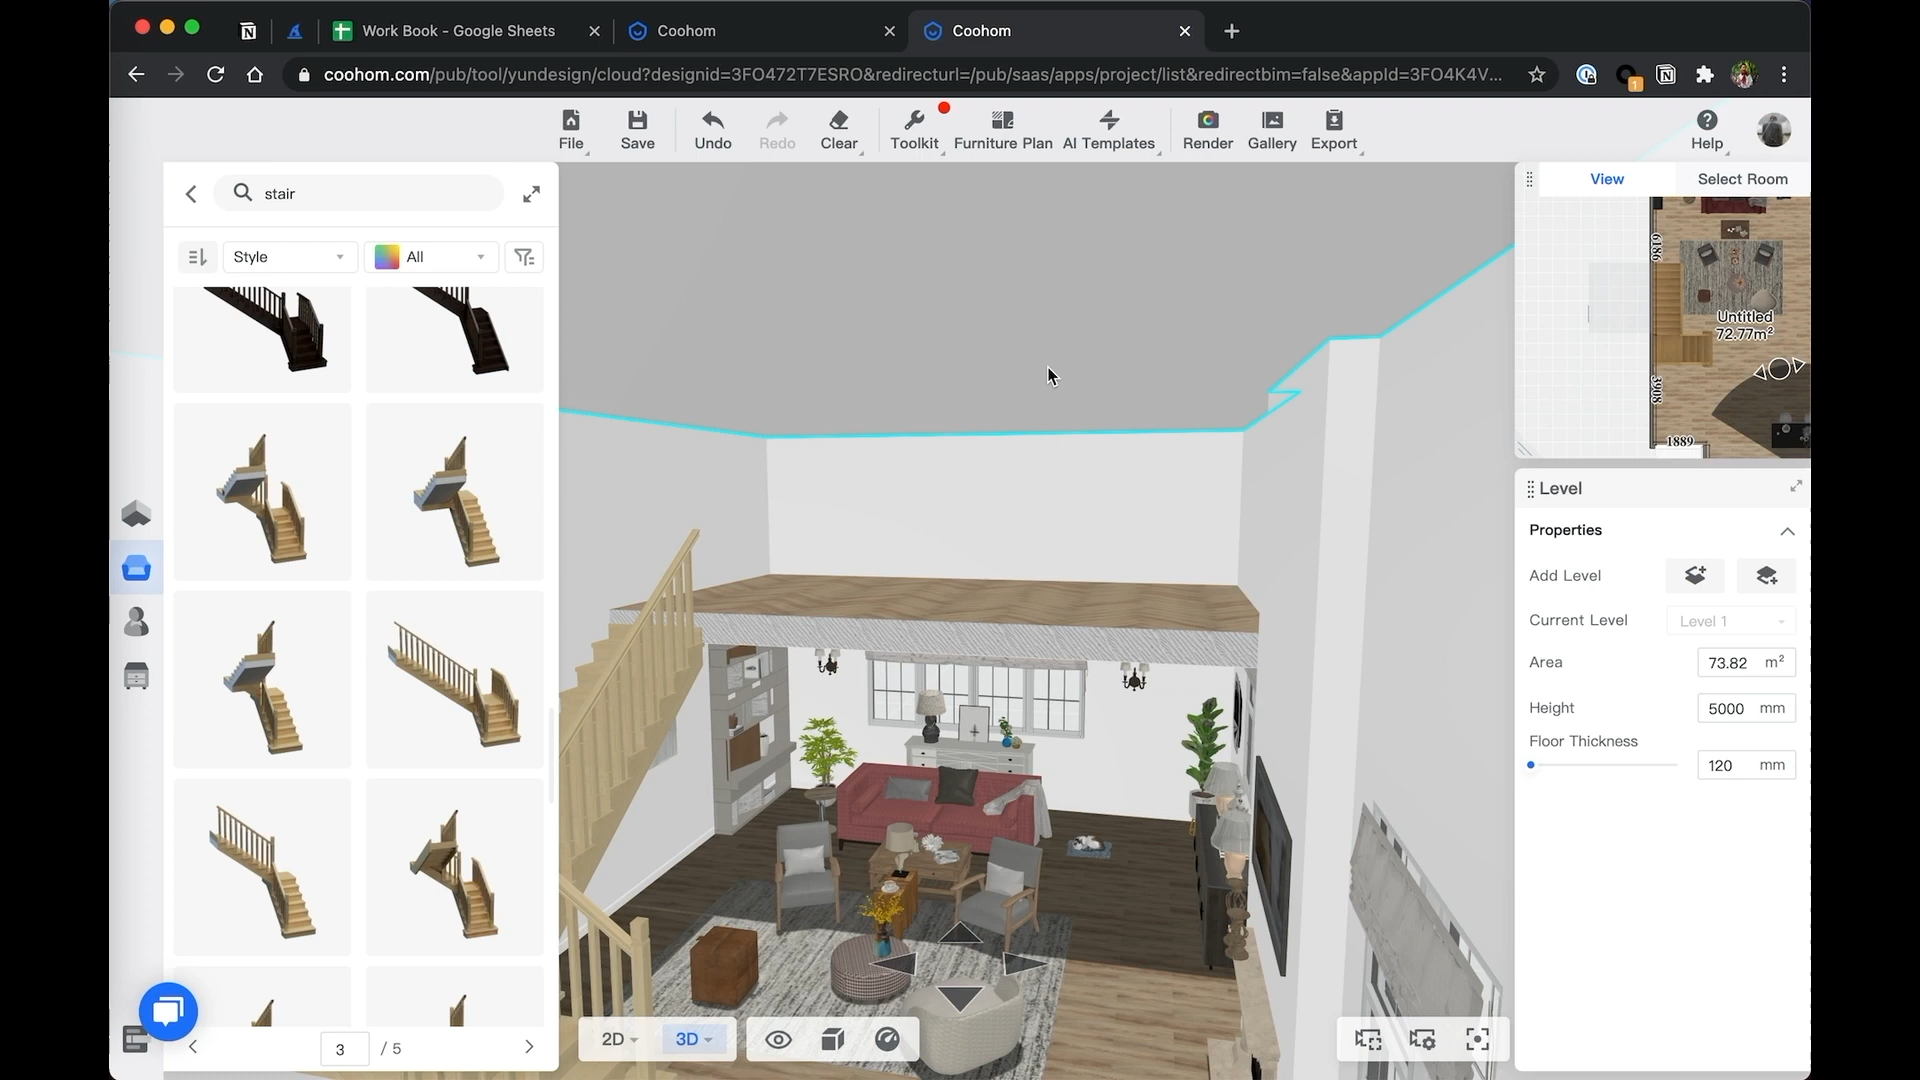 Work Book - Google Sheets
Coohom
Coohom
coohom.com/pub/tool/yundesign/cloud?designid=3FO472T7ESRO&redirecturl=/pub/saas/apps/project/list&redirectbim=false&appId=3FO4K4V...
1
File
Save
Undo
Redo
Clear
Toolkit
Furniture Plan
AI Templates
Render
Gallery
Export
Help
stair
View
Select Room
Style
All
6186
Untitled
72.77m²
3908
1889
Level
Properties
Add Level
Current Level
Level 1
Area
73.82 m²
Height
5000 mm
Floor Thickness
120 mm
2D
3D
3 / 5